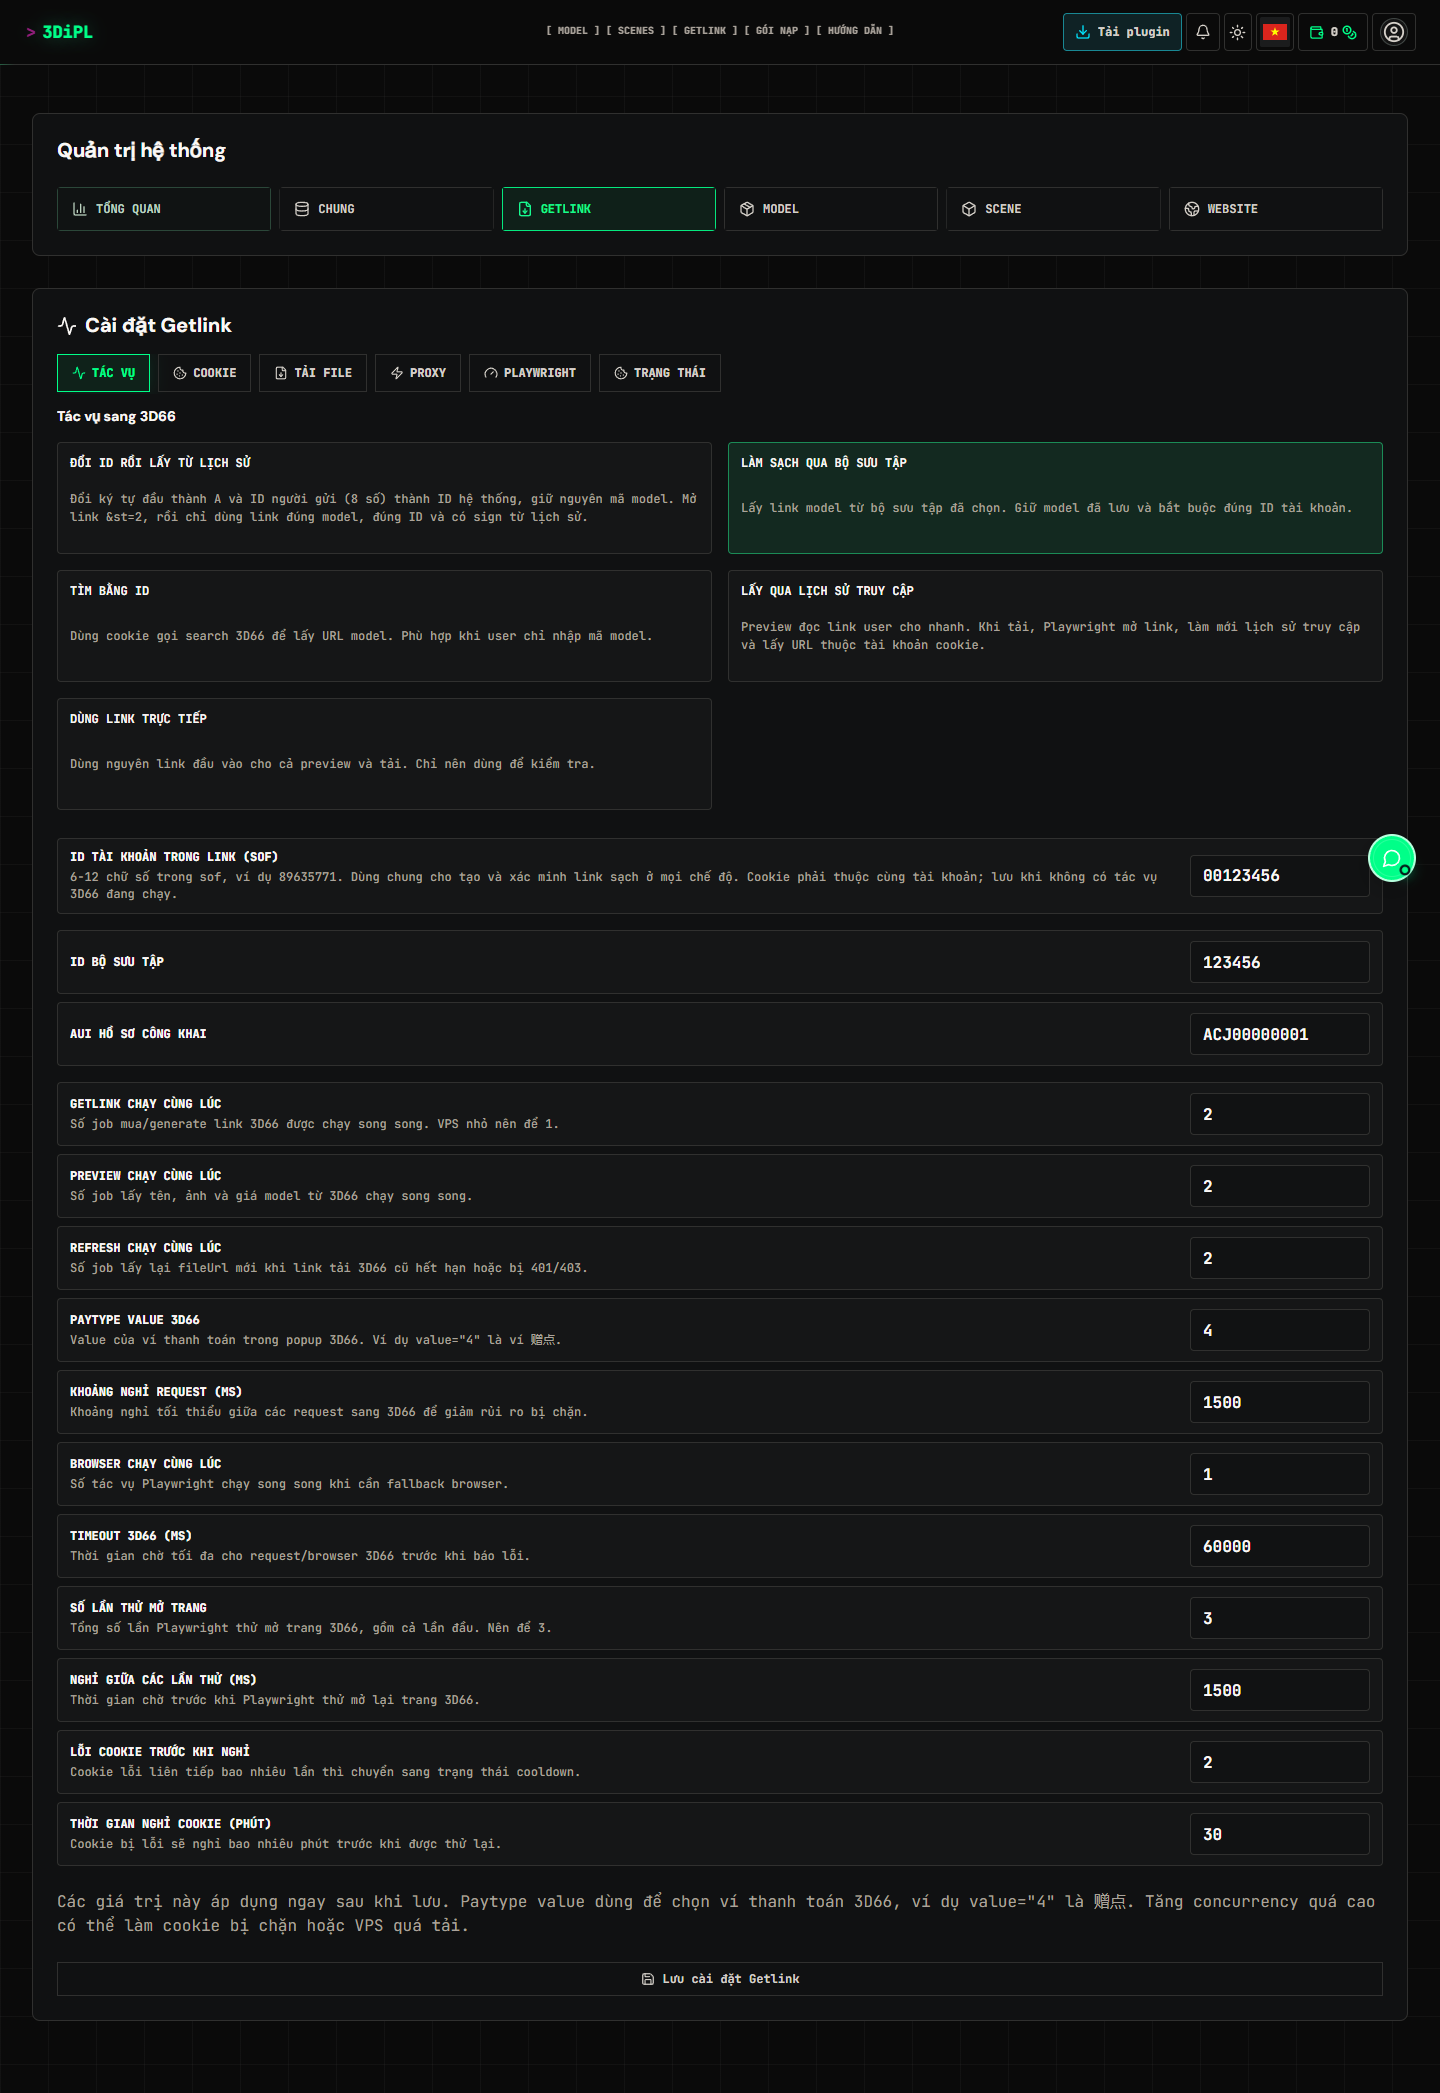 > 3DiPL
[ MODEL ] [ SCENES ] [ GETLINK ] [ GÓI NẠP ] [ HƯỚNG DẪN ]
Tải plugin
0
Quản trị hệ thống
TỔNG QUAN
CHUNG
GETLINK
MODEL
SCENE
WEBSITE
Cài đặt Getlink
TÁC VỤ
COOKIE
TẢI FILE
PROXY
PLAYWRIGHT
TRẠNG THÁI
Tác vụ sang 3D66
ĐỔI ID RỒI LẤY TỪ LỊCH SỬ
Đổi ký tự đầu thành A và ID người gửi (8 số) thành ID hệ thống, giữ nguyên mã model. Mở
link &st=2, rồi chỉ dùng link đúng model, đúng ID và có sign từ lịch sử.
LÀM SẠCH QUA BỘ SƯU TẬP
Lấy link model từ bộ sưu tập đã chọn. Giữ model đã lưu và bắt buộc đúng ID tài khoản.
TÌM BẰNG ID
Dùng cookie gọi search 3D66 để lấy URL model. Phù hợp khi user chỉ nhập mã model.
LẤY QUA LỊCH SỬ TRUY CẬP
Preview đọc link user cho nhanh. Khi tải, Playwright mở link, làm mới lịch sử truy cập
và lấy URL thuộc tài khoản cookie.
DÙNG LINK TRỰC TIẾP
Dùng nguyên link đầu vào cho cả preview và tải. Chỉ nên dùng để kiểm tra.
ID TÀI KHOẢN TRONG LINK (SOF)
6-12 chữ số trong sof, ví dụ 89635771. Dùng chung cho tạo và xác minh link sạch ở mọi chế độ. Cookie phải thuộc cùng tài khoản; lưu khi không có tác vụ
3D66 đang chạy.
00123456
ID BỘ SƯU TẬP
123456
AUI HỒ SƠ CÔNG KHAI
ACJ00000001
GETLINK CHẠY CÙNG LÚC
Số job mua/generate link 3D66 được chạy song song. VPS nhỏ nên để 1.
2
PREVIEW CHẠY CÙNG LÚC
Số job lấy tên, ảnh và giá model từ 3D66 chạy song song.
2
REFRESH CHẠY CÙNG LÚC
Số job lấy lại fileUrl mới khi link tải 3D66 cũ hết hạn hoặc bị 401/403.
2
PAYTYPE VALUE 3D66
Value của ví thanh toán trong popup 3D66. Ví dụ value="4" là ví 赠点.
4
KHOẢNG NGHỈ REQUEST (MS)
Khoảng nghỉ tối thiểu giữa các request sang 3D66 để giảm rủi ro bị chặn.
1500
BROWSER CHẠY CÙNG LÚC
Số tác vụ Playwright chạy song song khi cần fallback browser.
1
TIMEOUT 3D66 (MS)
Thời gian chờ tối đa cho request/browser 3D66 trước khi báo lỗi.
60000
SỐ LẦN THỬ MỞ TRANG
Tổng số lần Playwright thử mở trang 3D66, gồm cả lần đầu. Nên để 3.
3
NGHỈ GIỮA CÁC LẦN THỬ (MS)
Thời gian chờ trước khi Playwright thử mở lại trang 3D66.
1500
LỖI COOKIE TRƯỚC KHI NGHỈ
Cookie lỗi liên tiếp bao nhiêu lần thì chuyển sang trạng thái cooldown.
2
THỜI GIAN NGHỈ COOKIE (PHÚT)
Cookie bị lỗi sẽ nghỉ bao nhiêu phút trước khi được thử lại.
30
Các giá trị này áp dụng ngay sau khi lưu. Paytype value dùng để chọn ví thanh toán 3D66, ví dụ value="4" là 赠点. Tăng concurrency quá cao
có thể làm cookie bị chặn hoặc VPS quá tải.
Lưu cài đặt Getlink